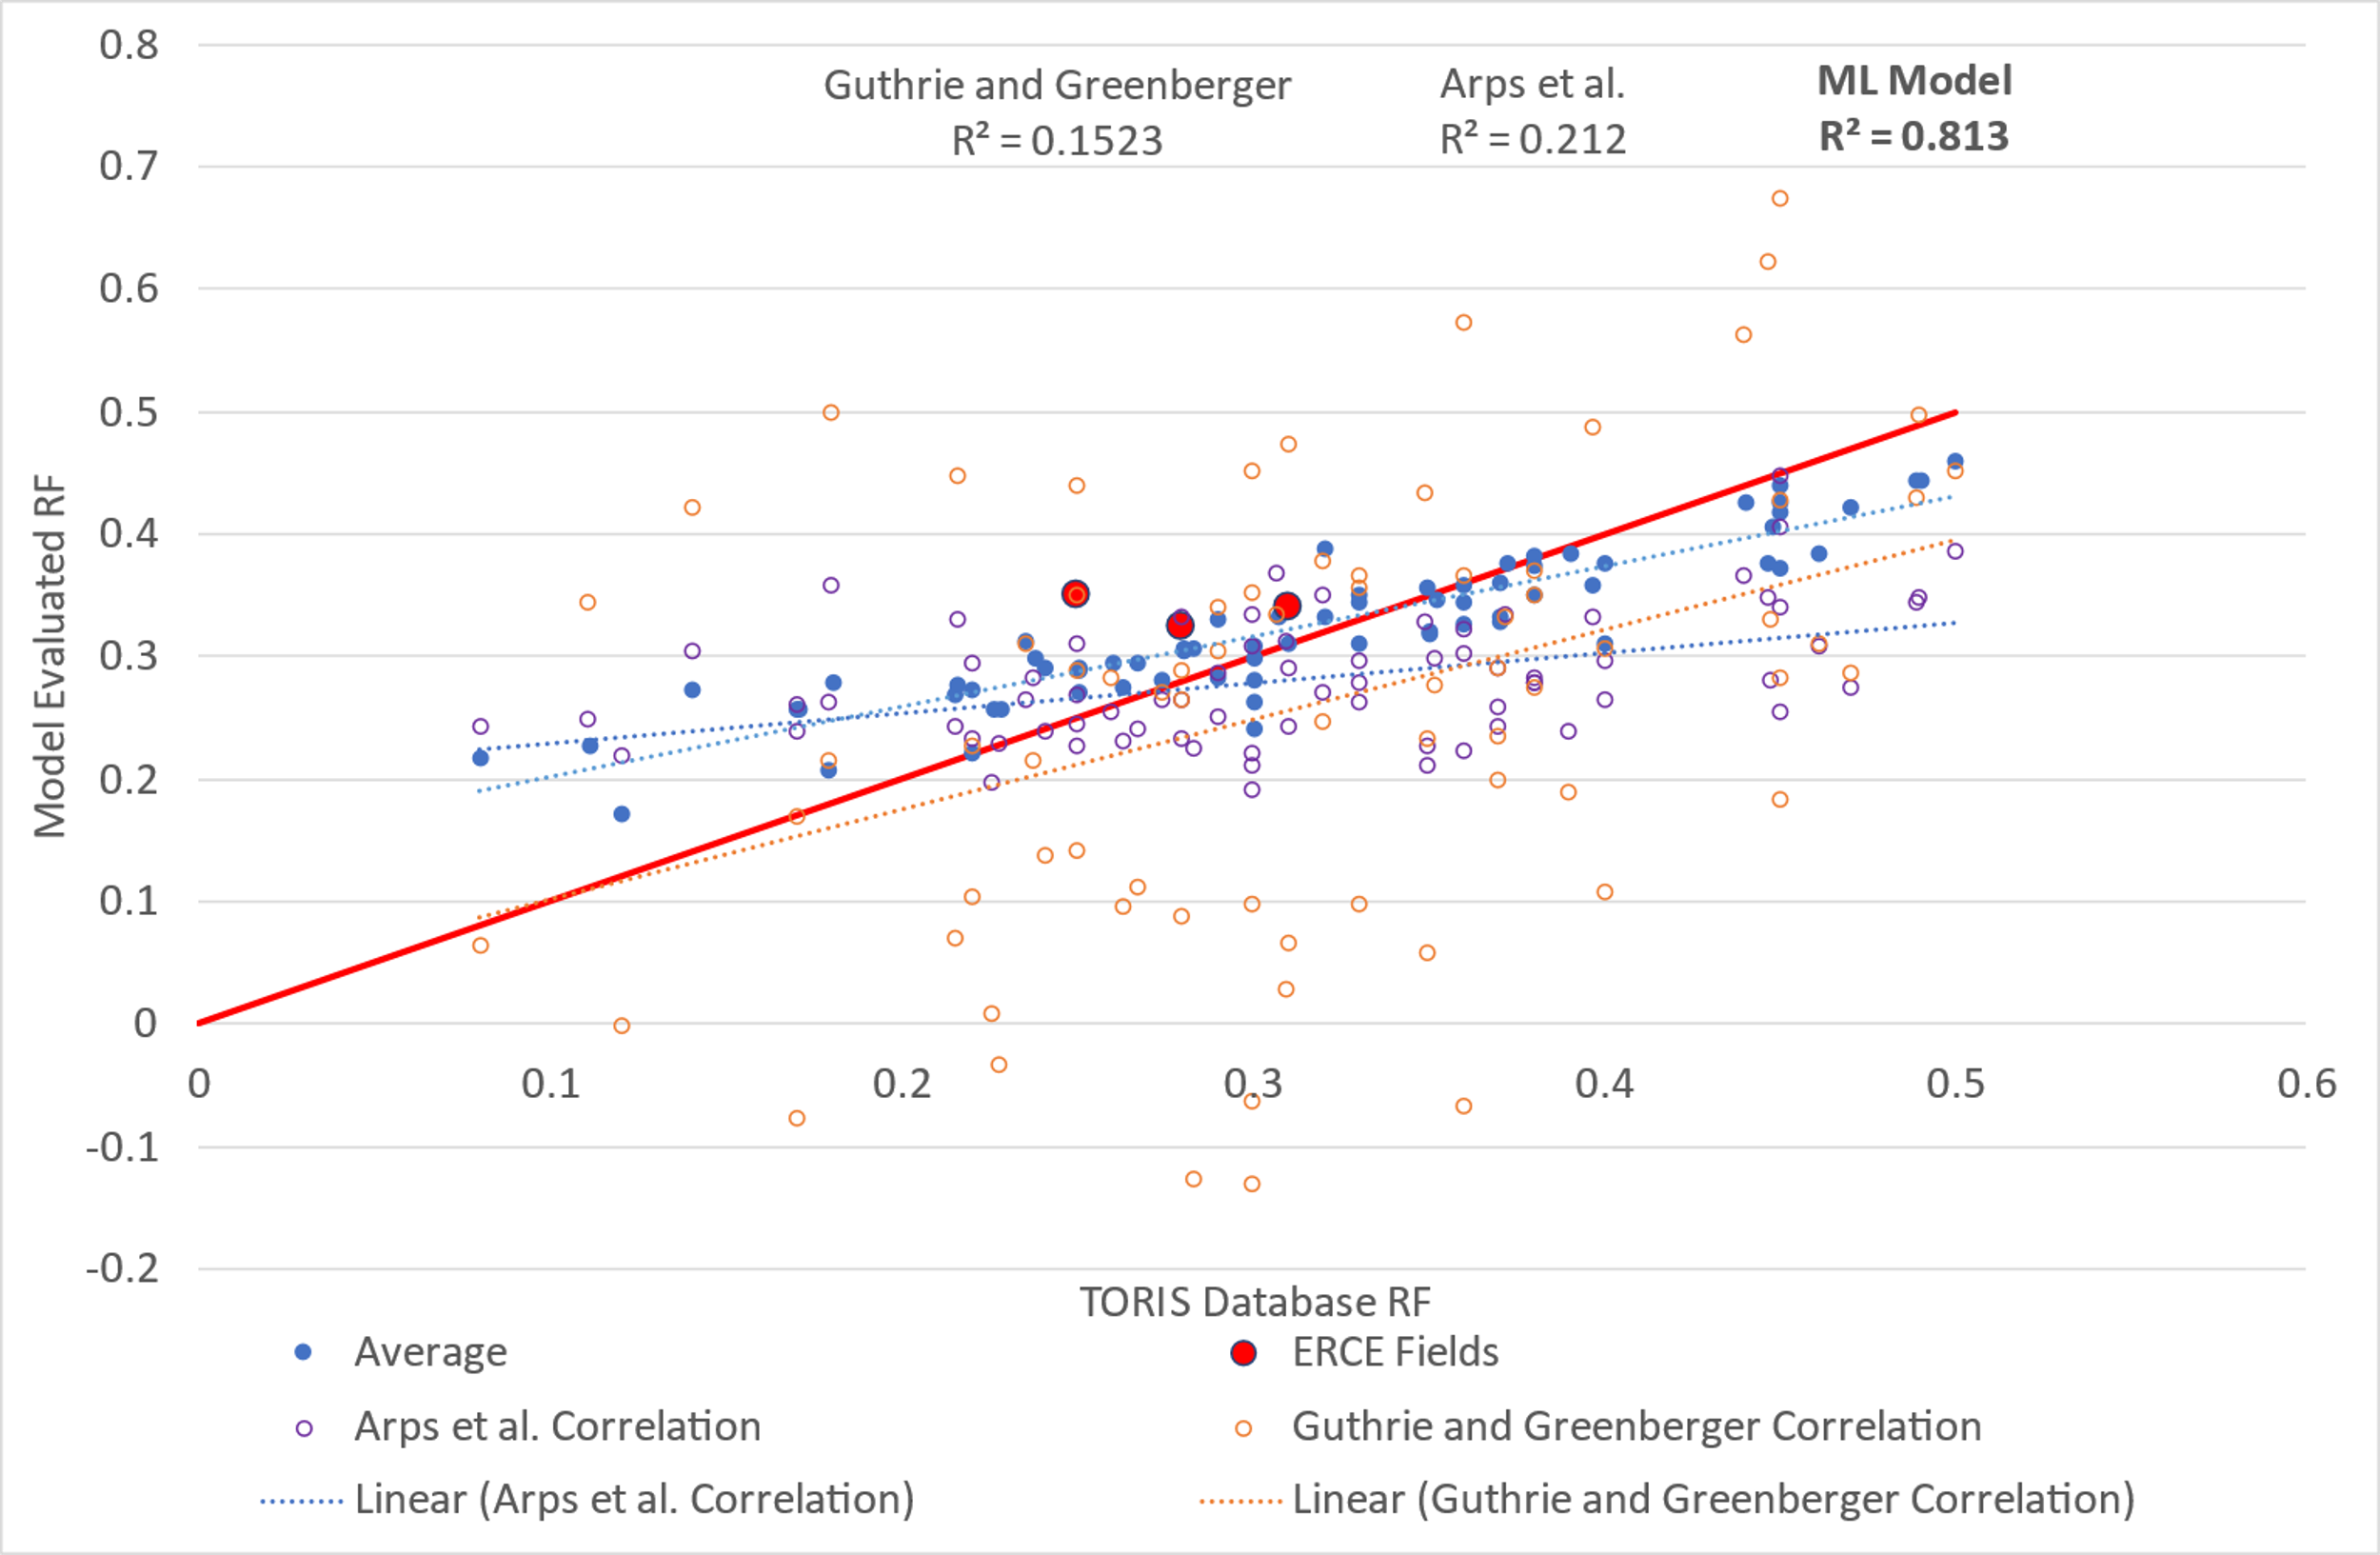 0.8
Guthrie and Greenberger
R² = 0.1523
Arps et al.
R² = 0.212
ML Model
R² = 0.813
0.7
0.6
0.5
0.4
0.3
0.2
0.1
0
-0.1
-0.2
Model Evaluated RF
0 0.1 0.2 0.3 0.4 0.5 0.6
TORIS Database RF
Average
ERCE Fields
Arps et al. Correlation
Guthrie and Greenberger Correlation
Linear (Arps et al. Correlation)
Linear (Guthrie and Greenberger Correlation)